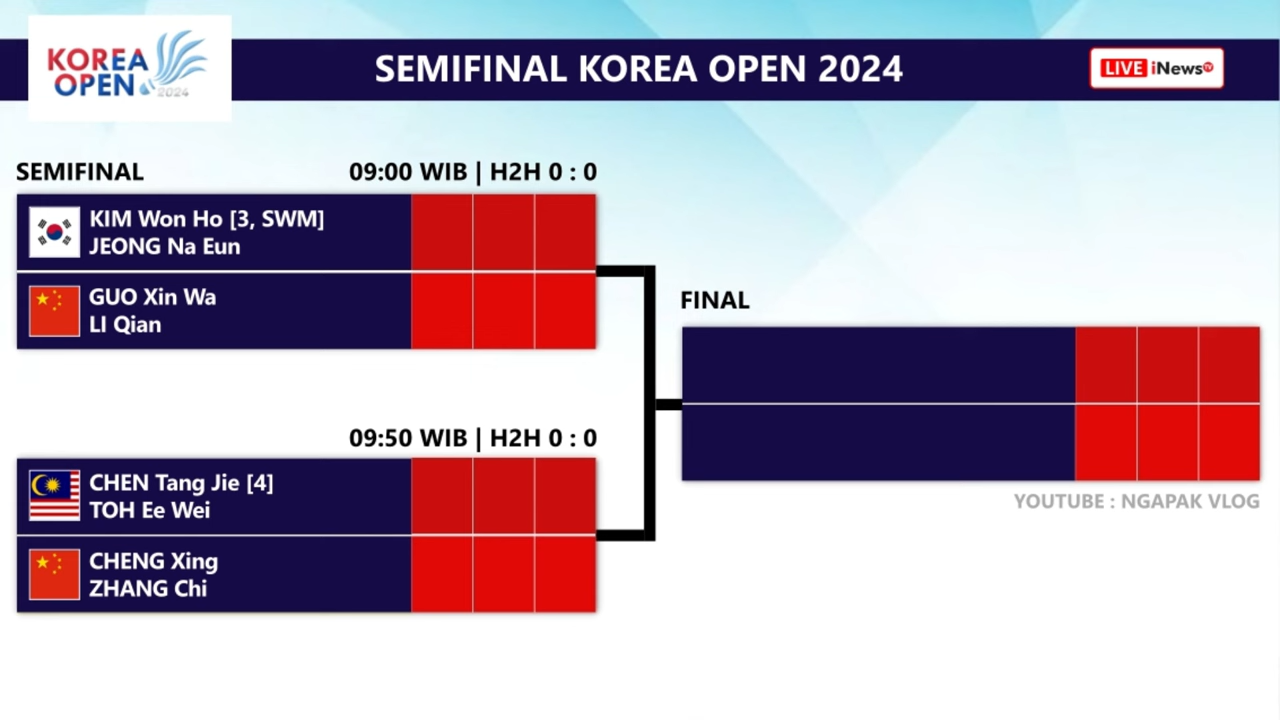 KOREA
OPEN
2024
SEMIFINAL KOREA OPEN 2024
LIVE iNews TV
SEMIFINAL
09:00 WIB | H2H 0 : 0
KIM Won Ho [3, SWM]
JEONG Na Eun
GUO Xin Wa
LI Qian
09:50 WIB | H2H 0 : 0
CHEN Tang Jie [4]
TOH Ee Wei
CHENG Xing
ZHANG Chi
FINAL
YOUTUBE : NGAPAK VLOG